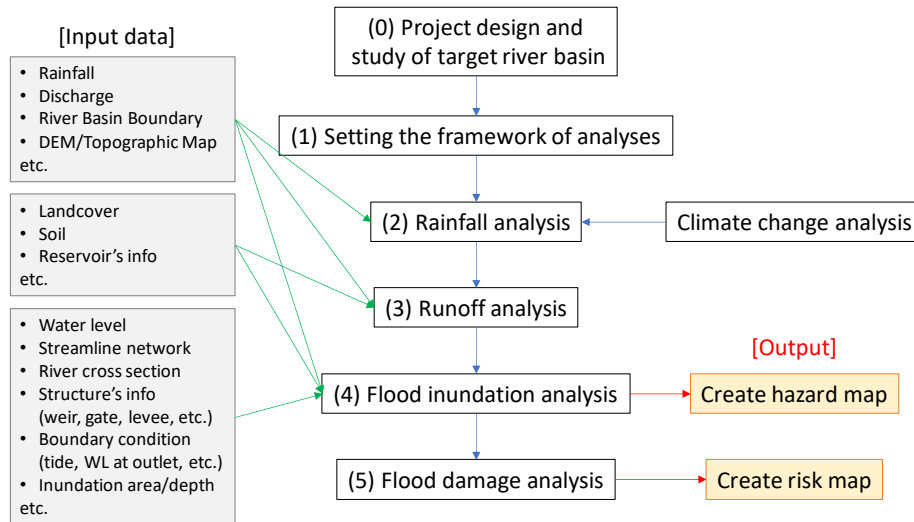 [Input data]
• Rainfall
• Discharge
• River Basin Boundary
• DEM/Topographic Map
etc.
• Landcover
• Soil
• Reservoir's info
etc.
• Water level
• Streamline network
• River cross section
• Structure's info
(weir, gate, levee, etc.)
• Boundary condition
(tide, WL at outlet, etc.)
• Inundation area/depth
etc.
(0) Project design and
study of target river basin
(1) Setting the framework of analyses
(2) Rainfall analysis
Climate change analysis
(3) Runoff analysis
[Output]
(4) Flood inundation analysis
Create hazard map
(5) Flood damage analysis
Create risk map